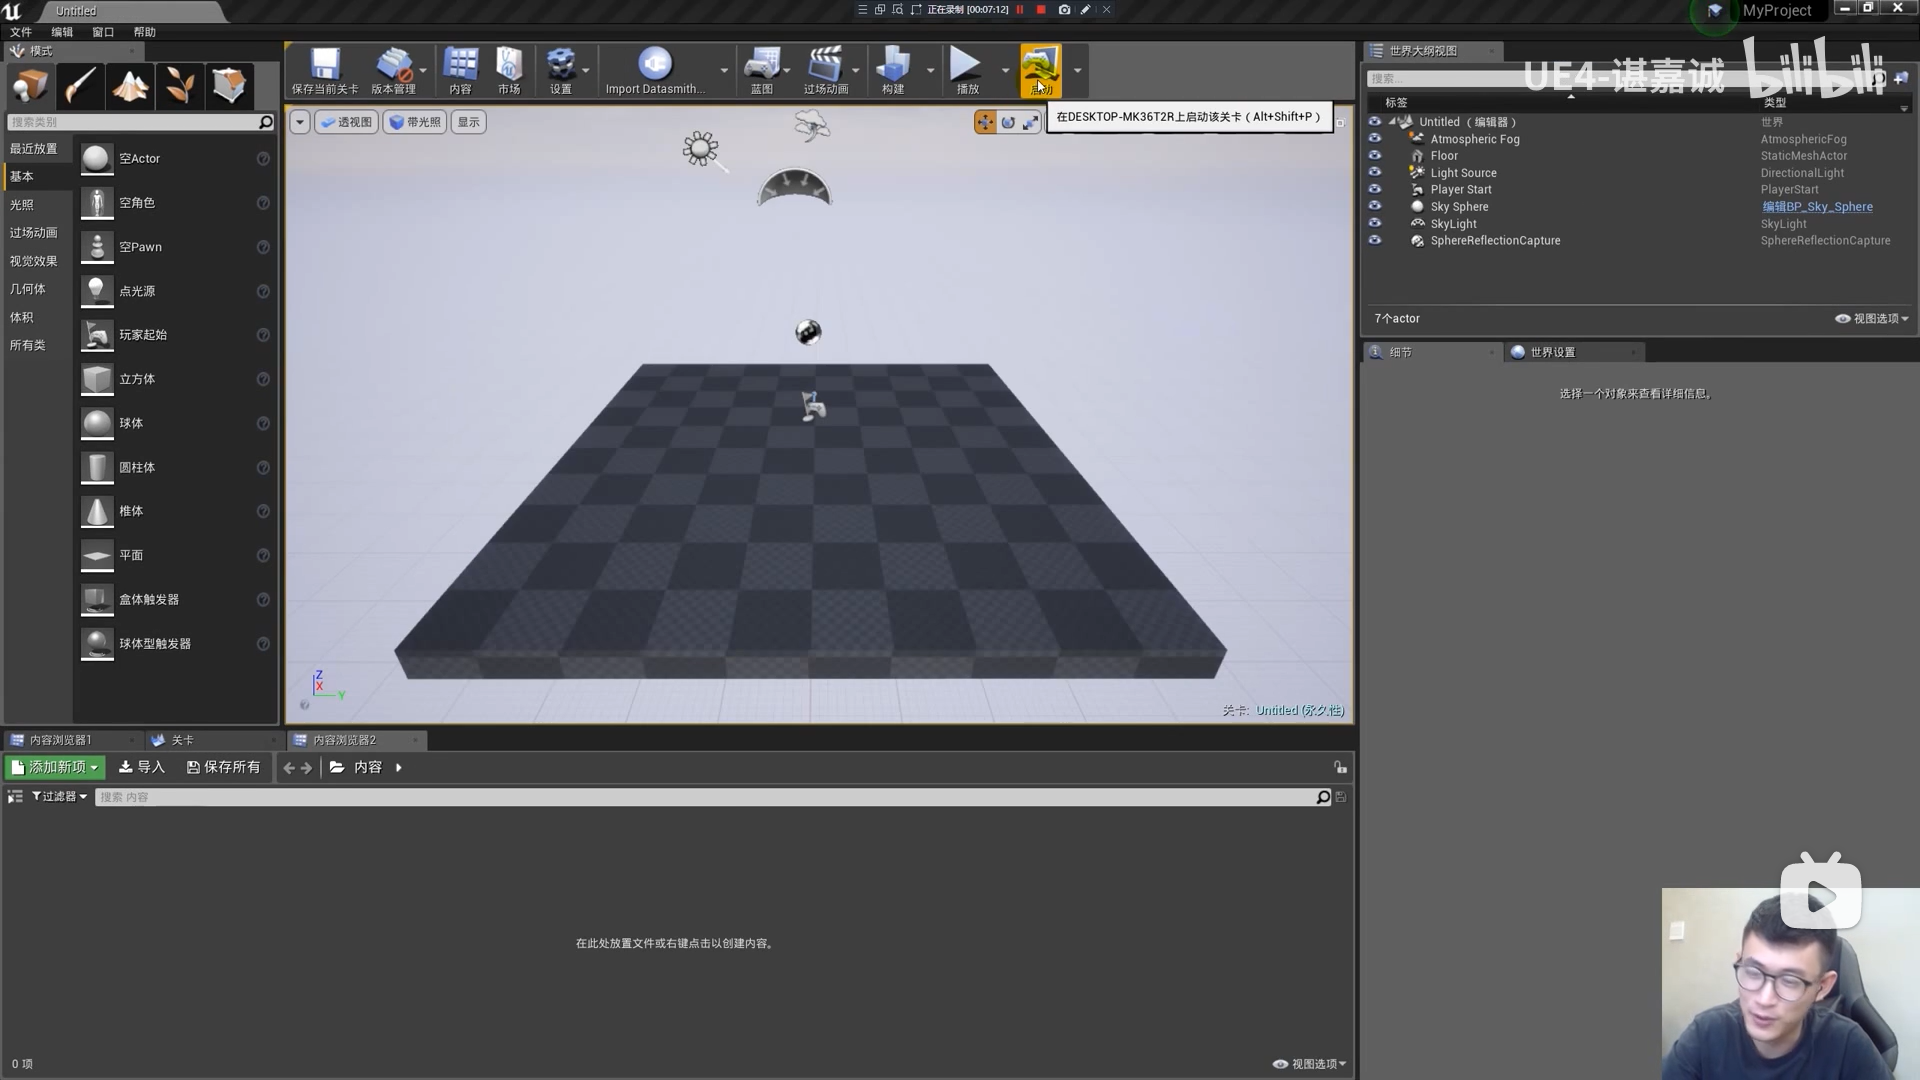 Untitled
正在录制 [00:07:12]
MyProject
文件 编辑 窗口 帮助
模式
搜索类别
最近放置
基本
光照
过场动画
视觉效果
几何体
体积
所有类
空Actor
空角色
空Pawn
点光源
玩家起始
立方体
球体
圆柱体
椎体
平面
盒体触发器
球体型触发器
保存当前关卡 版本管理 内容 市场 设置 Import Datasmith... 蓝图 过场动画 构建 播放 启动
透视图 带光照 显示
在DESKTOP-MK36T2R上启动该关卡 ( Alt+Shift+P )
Z
X
Y
关卡: Untitled (永久性)
世界大纲视图
搜索...
UE4-谌嘉诚 bilibili
标签 类型
Untitled （编辑器） 世界
Atmospheric Fog AtmosphericFog
Floor StaticMeshActor
Light Source DirectionalLight
Player Start PlayerStart
Sky Sphere 编辑BP_Sky_Sphere
SkyLight SkyLight
SphereReflectionCapture SphereReflectionCapture
7个actor 视图选项
细节 世界设置
选择一个对象来查看详细信息。
内容浏览器1 关卡 内容浏览器2
添加新项 导入 保存所有 内容
过滤器 搜索 内容
在此处放置文件或右键点击以创建内容。
0 项 视图选项